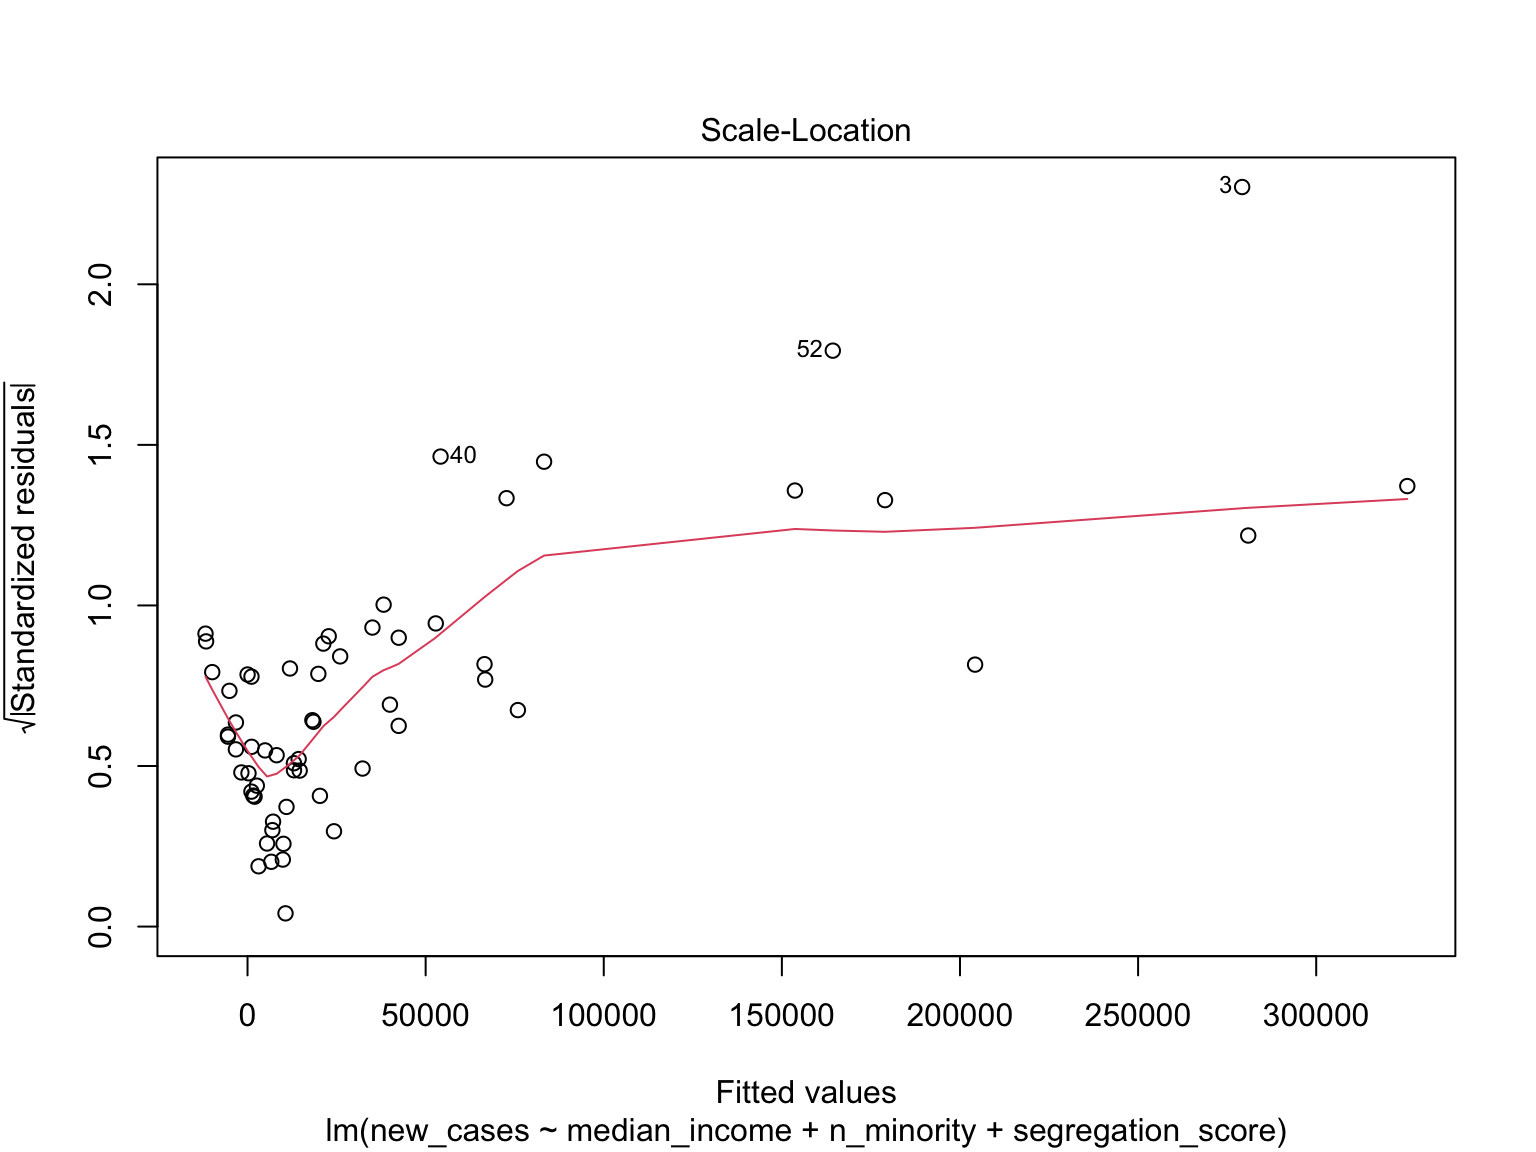 Scale-Location
√|Standardized residuals|
2.0
1.5
1.0
0.5
0.0
3
52
40
0 50000 100000 150000 200000 250000 300000
Fitted values
lm(new_cases ~ median_income + n_minority + segregation_score)